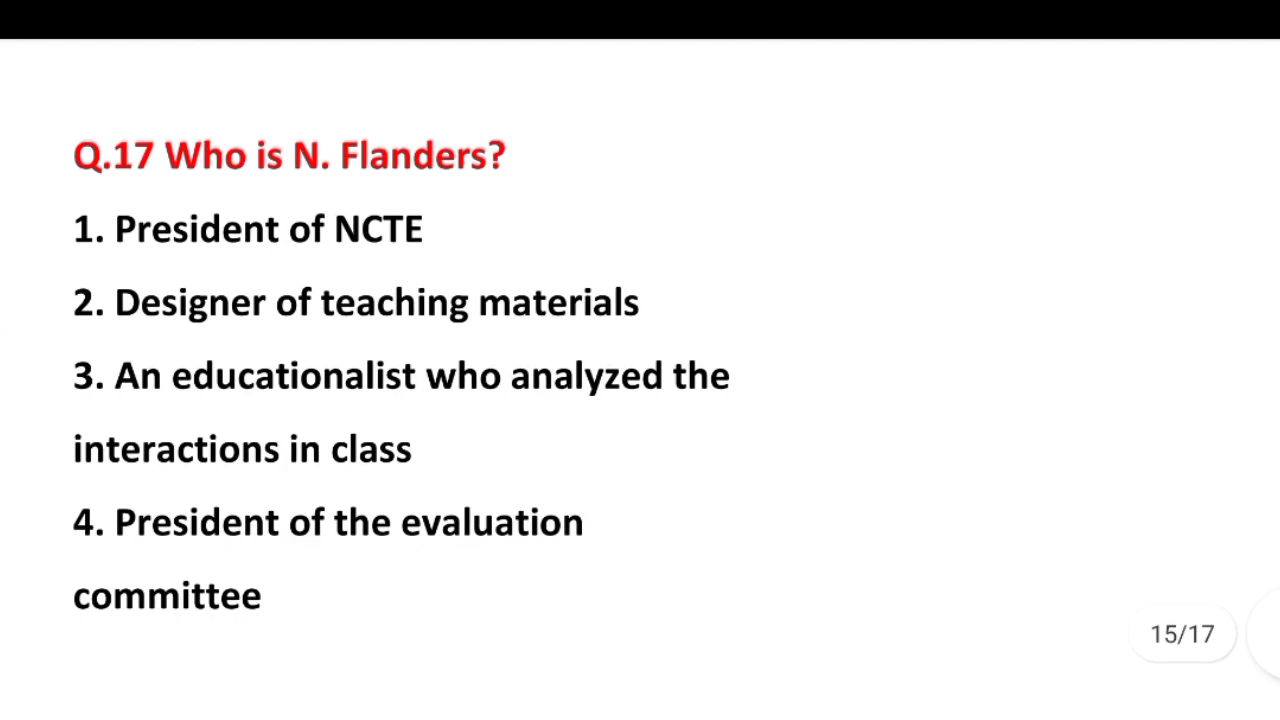 Q.17 Who is N. Flanders?
1. President of NCTE
2. Designer of teaching materials
3. An educationalist who analyzed the
interactions in class
4. President of the evaluation
committee
15/17